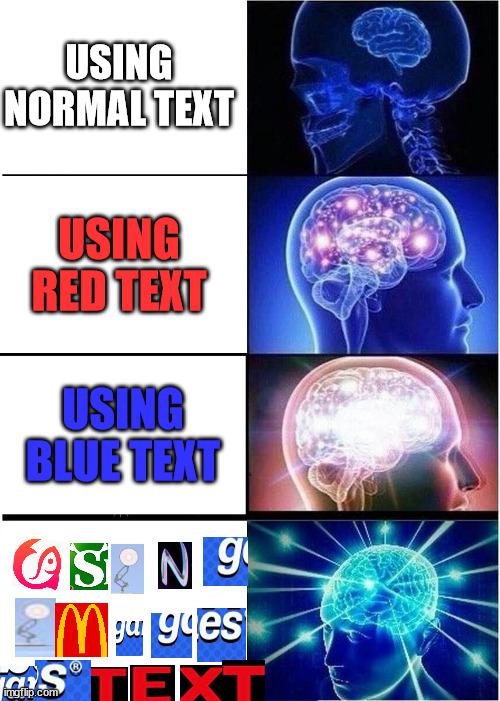 USING
NORMAL TEXT
USING
RED TEXT
USING
BLUE TEXT
S N g
M ga g es
S® TEXT
imgflip.com